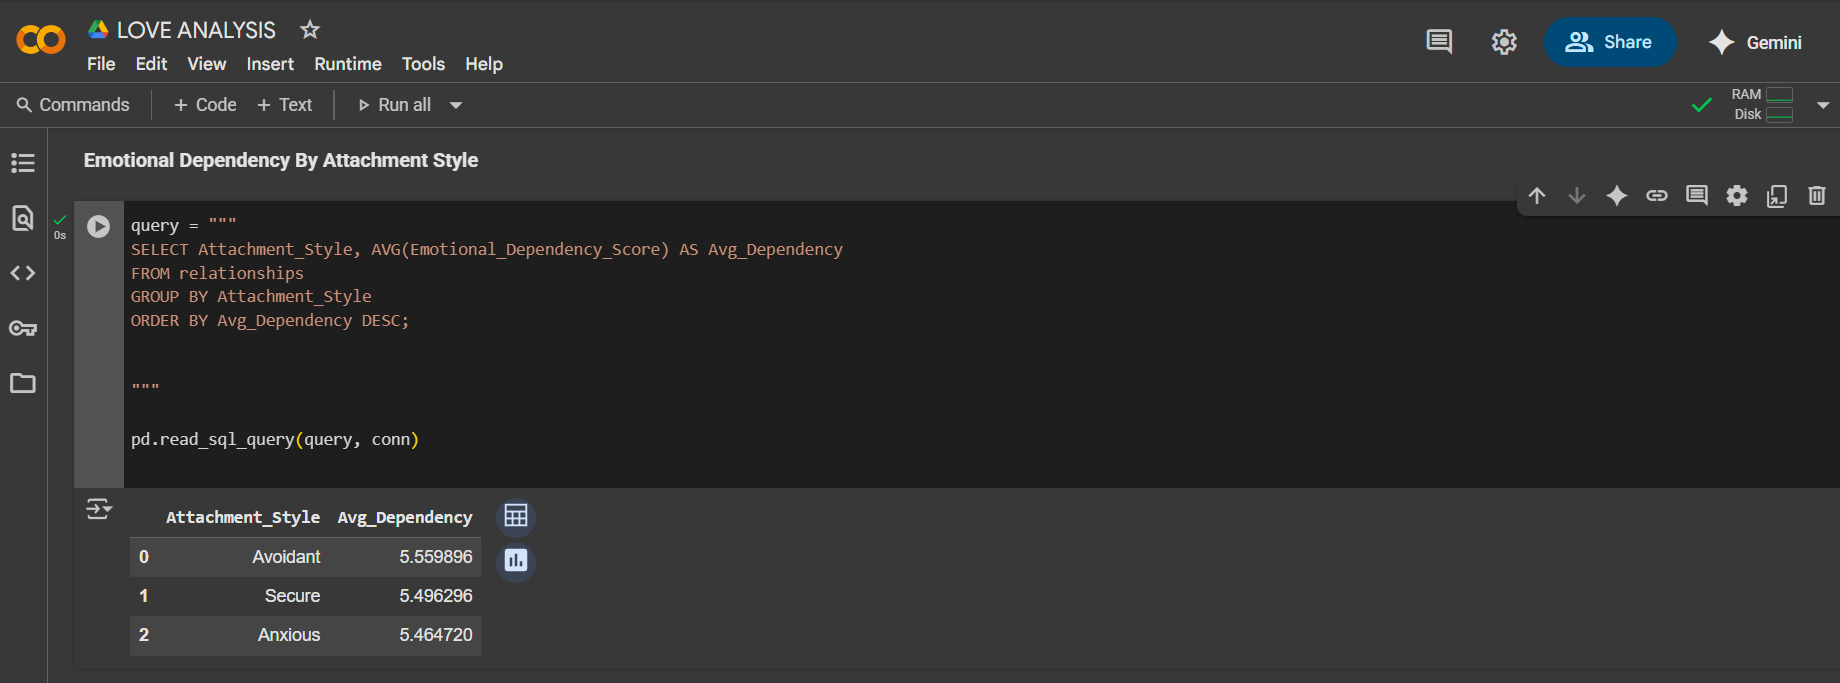 LOVE ANALYSIS
File Edit View Insert Runtime Tools Help
Share
Gemini
Commands + Code + Text Run all
RAM
Disk
Emotional Dependency By Attachment Style
0s
query = """
SELECT Attachment_Style, AVG(Emotional_Dependency_Score) AS Avg_Dependency
FROM relationships
GROUP BY Attachment_Style
ORDER BY Avg_Dependency DESC;
"""
pd.read_sql_query(query, conn)
Attachment_Style Avg_Dependency
0 Avoidant 5.559896
1 Secure 5.496296
2 Anxious 5.464720